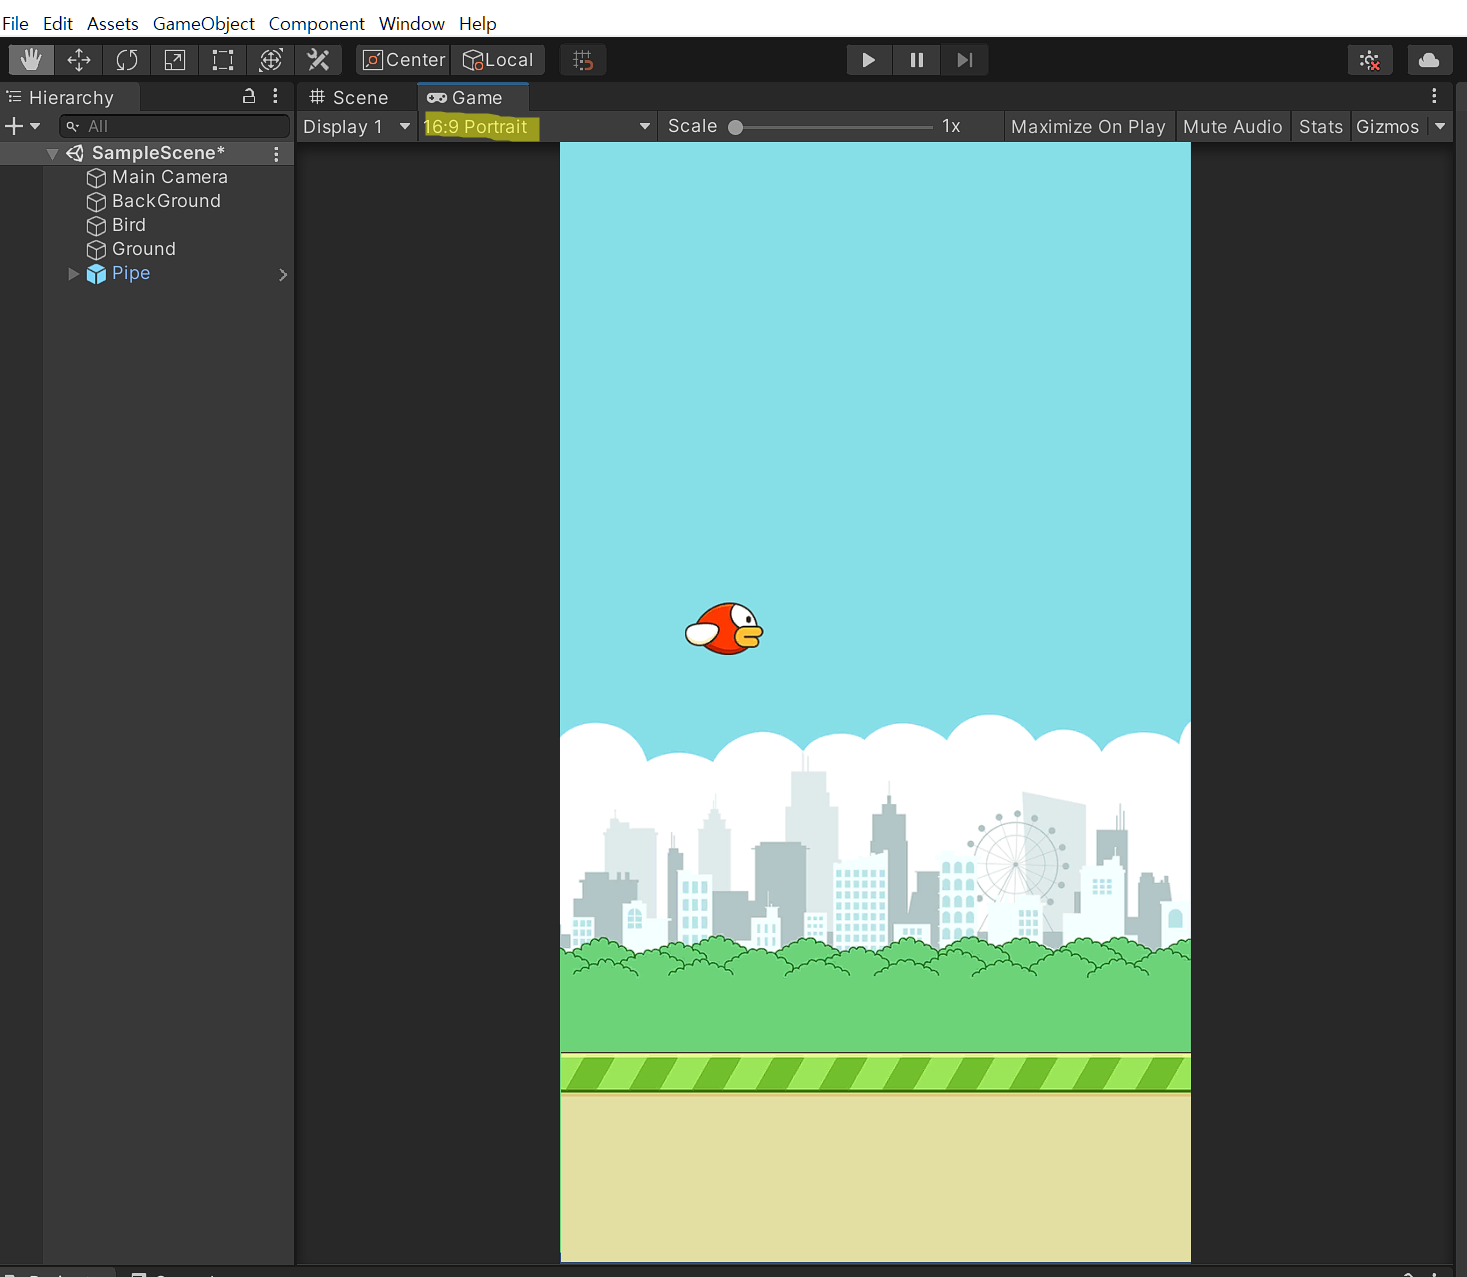 File Edit Assets GameObject Component Window Help
Center Local
Hierarchy
Scene Game
All
Display 1 16:9 Portrait Scale 1x Maximize On Play Mute Audio Stats Gizmos
SampleScene*
Main Camera
BackGround
Bird
Ground
Pipe